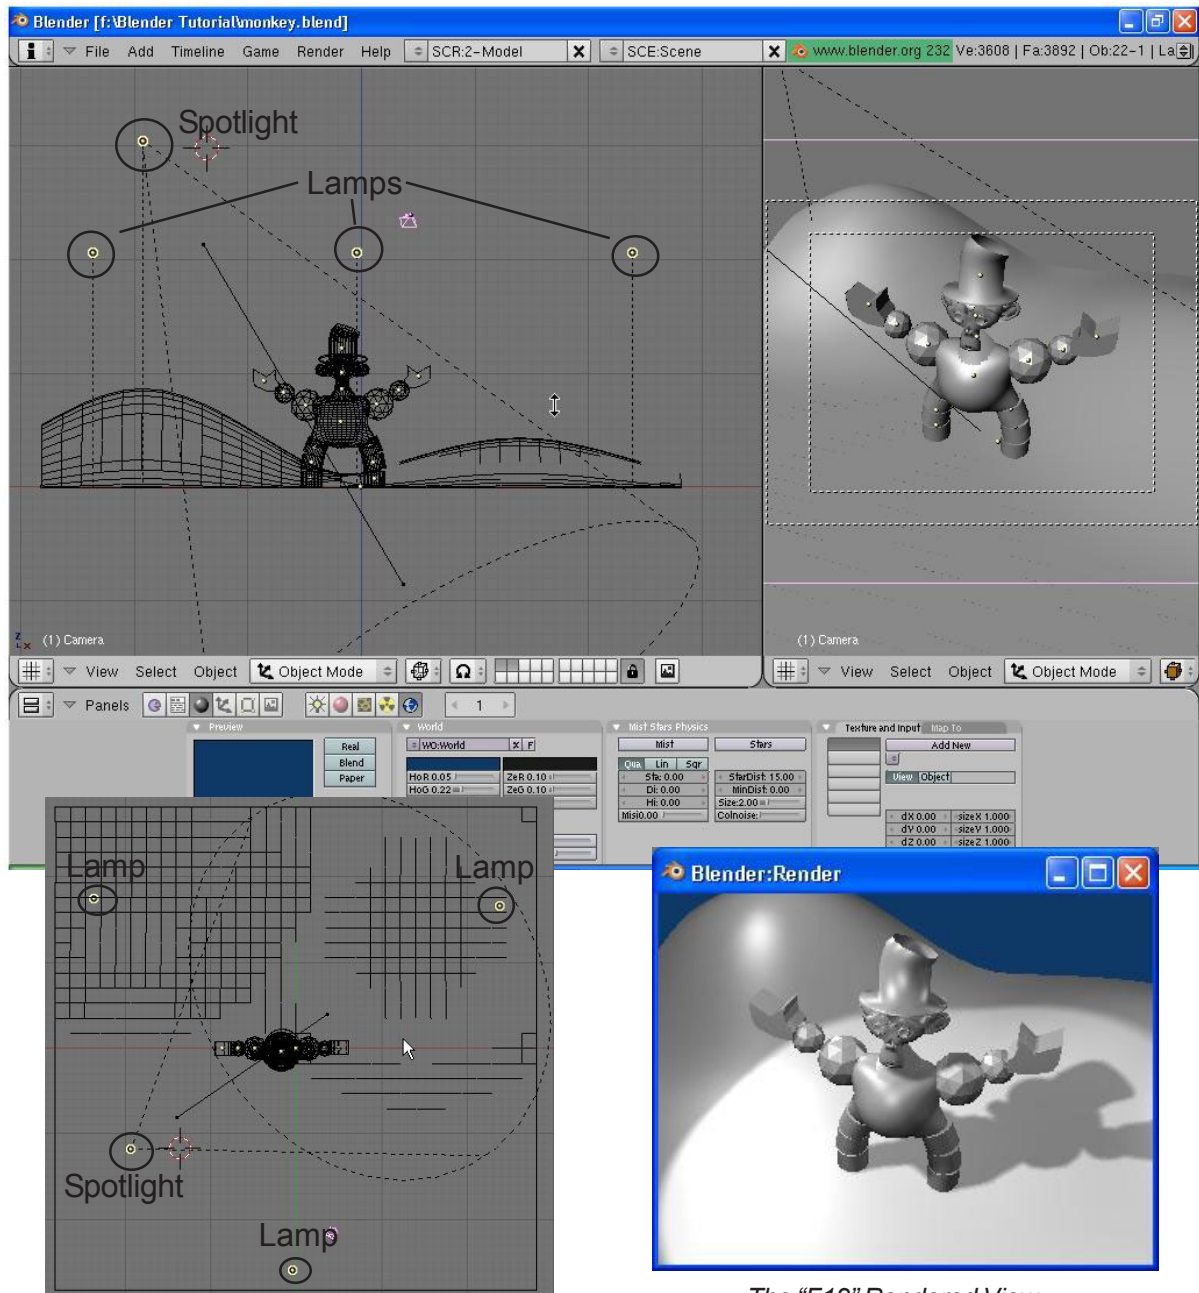 Blender [f:\Blender Tutorial\monkey.blend]
File Add Timeline Game Render Help SCR:2-Model X SCE:Scene X www.blender.org 232 Ve:3608 | Fa:3892 | Ob:22-1 | La
Spotlight
Lamps
Z X (1) Camera
(1) Camera
View Select Object Object Mode
View Select Object Object Mode
Panels 1
Preview
Real
Blend
Paper
World
WO:World X F
HoR 0.05 ZeR 0.10
HoG 0.22 ZeG 0.10
Mist Stars Physics
Mist Stars
Qua Lin Sqr
Sta: 0.00 StarDist: 15.00
Di: 0.00 MinDist: 0.00
Hi: 0.00 Size:2.00
Misi0.00 Colnoise:
Texture and Input Map To
Add New
View Object
dX 0.00 sizeX 1.000
dY 0.00 sizeY 1.000
dZ 0.00 sizeZ 1.000
Lamp
Lamp
Spotlight
Lamp
Blender:Render
The “F12” Rendered View